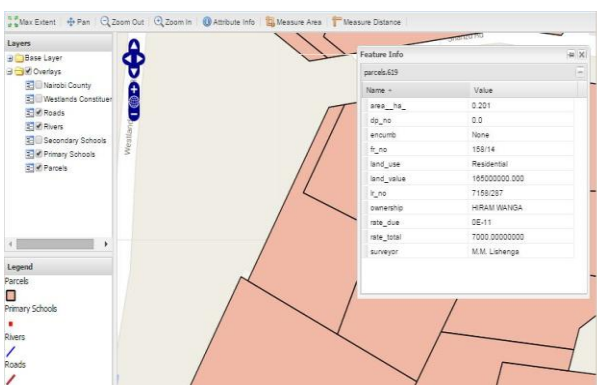 Max Extent Pan Zoom Out Zoom In Attribute Info Measure Area Measure Distance
Layers
Base Layer
Overlays
Nairobi County
Westlands Constituer
Roads
Rivers
Secondary Schools
Primary Schools
Parcels
Legend
Parcels
Primary Schools
Rivers
Roads
Westland
Rd
Feature Info
parcels.619
Name Value
area__ha_ 0.201
dp_no 0.0
encumb None
fr_no 158/14
land_use Residential
land_value 165000000.000
lr_no 7158/287
ownership HIRAM WANGA
rate_due 0E-11
rate_total 7000.00000000
surveyor M.M. Lishenga